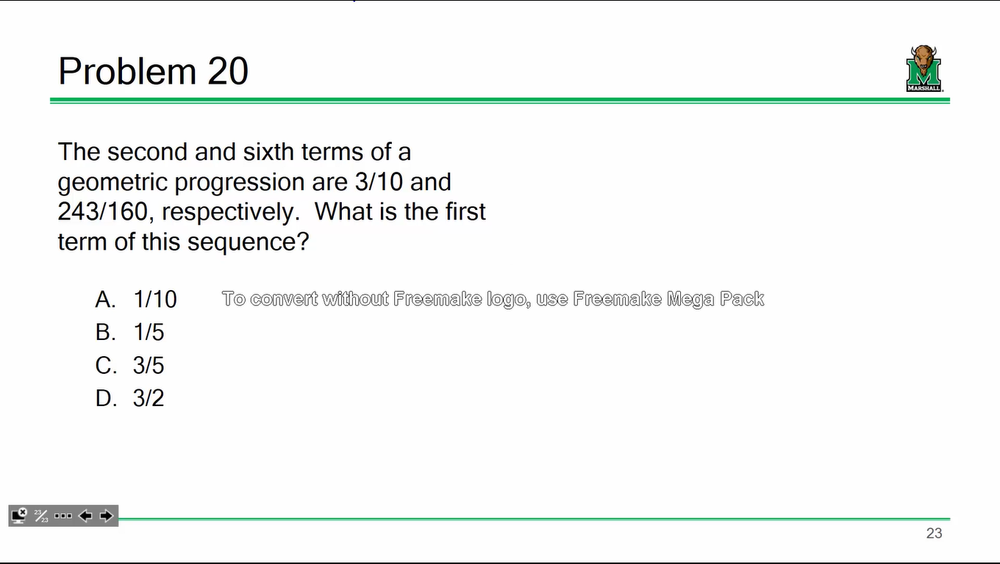 Problem 20
MARSHALL
The second and sixth terms of a
geometric progression are 3/10 and
243/160, respectively. What is the first
term of this sequence?
A. 1/10
To convert without Freemake logo, use Freemake Mega Pack
B. 1/5
C. 3/5
D. 3/2
23/23
23